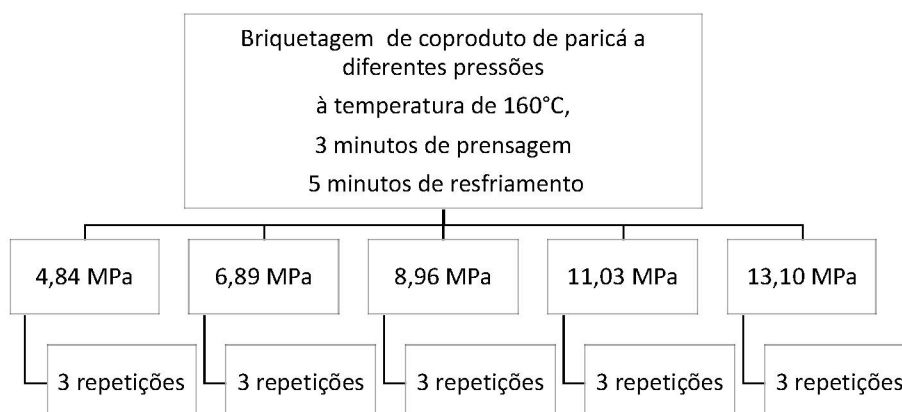 Briquetagem de coproduto de paricá a
diferentes pressões
à temperatura de 160°C,
3 minutos de prensagem
5 minutos de resfriamento
4,84 MPa
6,89 MPa
8,96 MPa
11,03 MPa
13,10 MPa
3 repetições
3 repetições
3 repetições
3 repetições
3 repetições